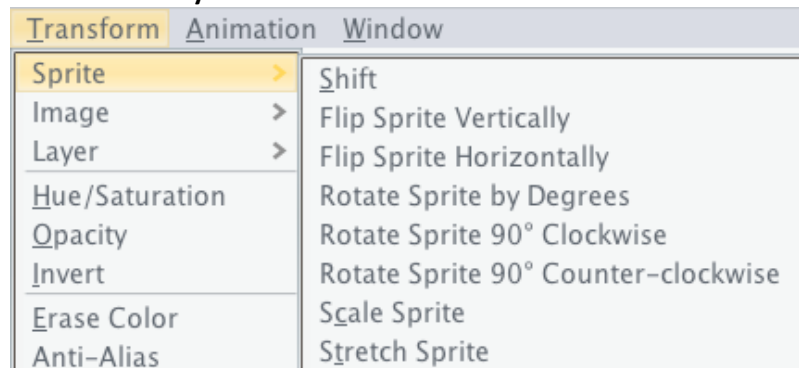 Transform Animation Window
Sprite >
Image >
Layer >
Hue/Saturation
Opacity
Invert
Erase Color
Anti-Alias
Shift
Flip Sprite Vertically
Flip Sprite Horizontally
Rotate Sprite by Degrees
Rotate Sprite 90° Clockwise
Rotate Sprite 90° Counter-clockwise
Scale Sprite
Stretch Sprite